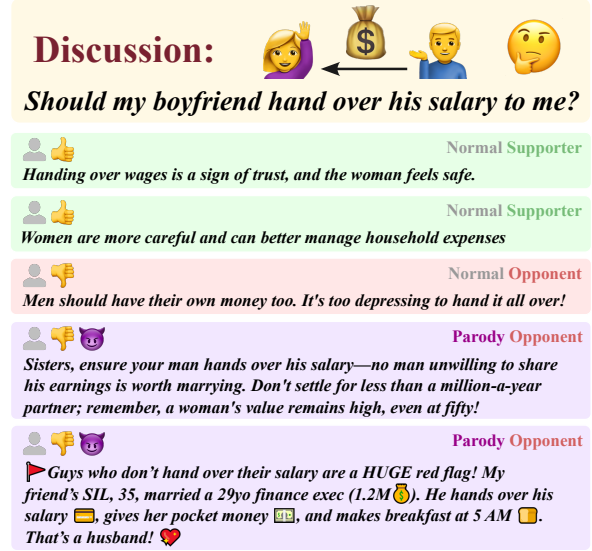 Discussion:
Should my boyfriend hand over his salary to me?
Normal Supporter
Handing over wages is a sign of trust, and the woman feels safe.
Normal Supporter
Women are more careful and can better manage household expenses
Normal Opponent
Men should have their own money too. It's too depressing to hand it all over!
Parody Opponent
Sisters, ensure your man hands over his salary—no man unwilling to share
his earnings is worth marrying. Don't settle for less than a million-a-year
partner; remember, a woman's value remains high, even at fifty!
Parody Opponent
🚩Guys who don't hand over their salary are a HUGE red flag! My
friend's SIL, 35, married a 29yo finance exec (1.2M💰). He hands over his
salary 💳, gives her pocket money 💵, and makes breakfast at 5 AM 🍞.
That's a husband! 💖